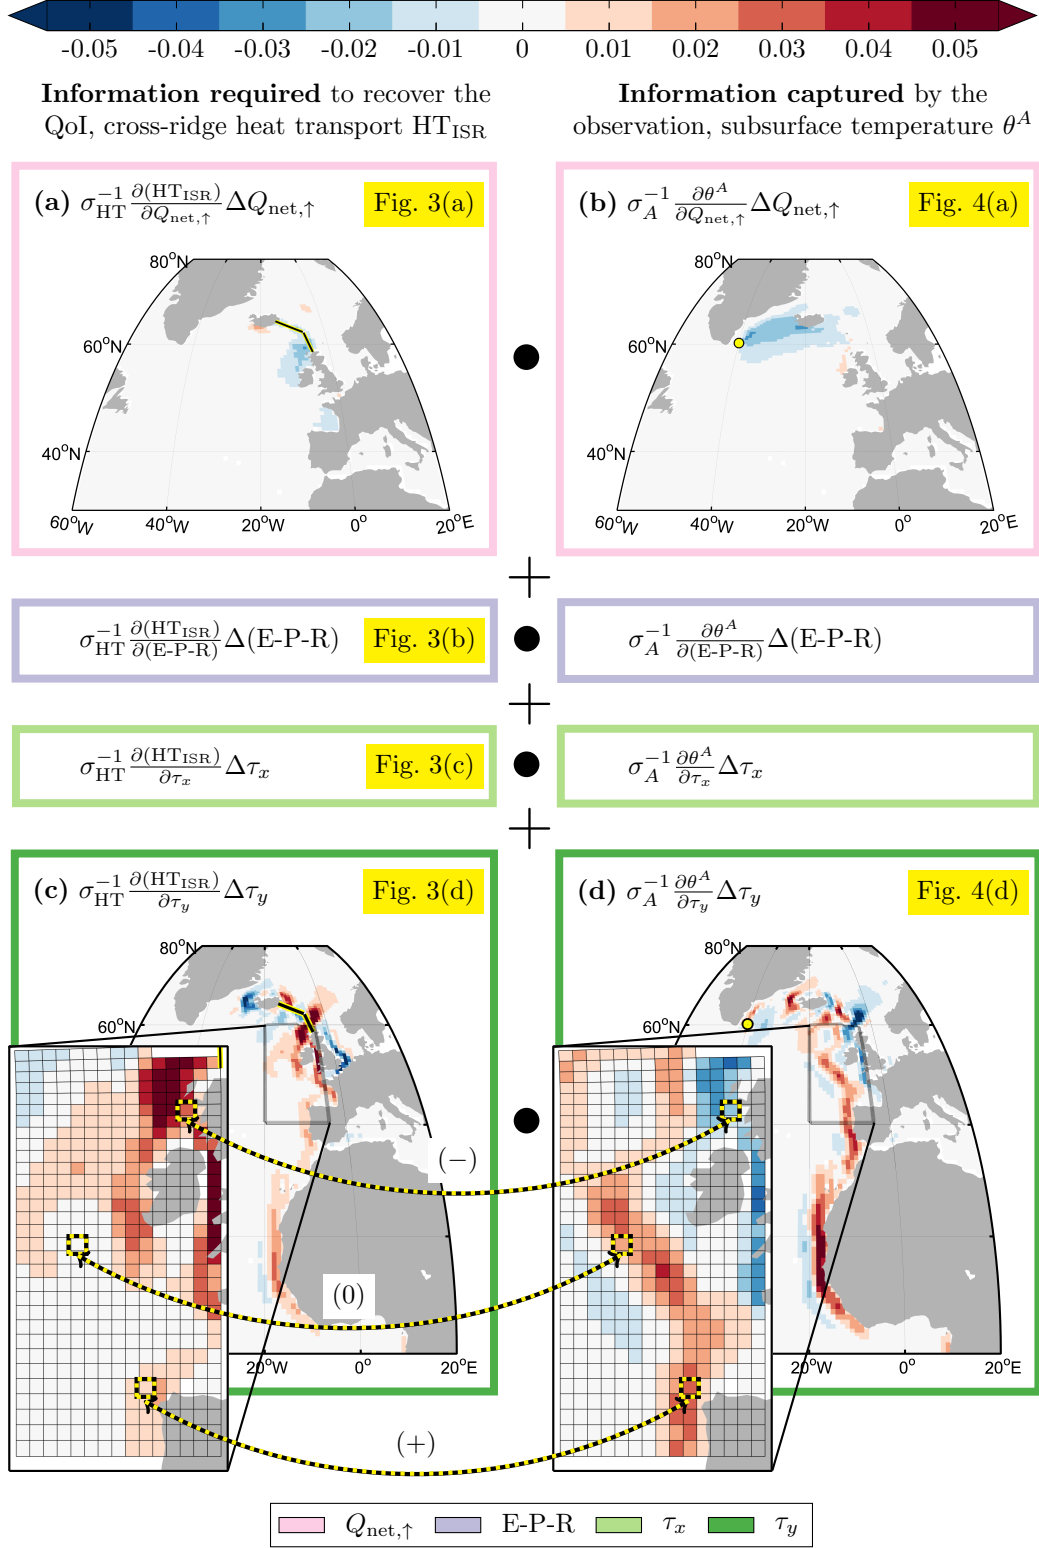 -0.05 -0.04 -0.03 -0.02 -0.01 0 0.01 0.02 0.03 0.04 0.05
Information required to recover the
QoI, cross-ridge heat transport HT_ISR
Information captured by the
observation, subsurface temperature θ^A
(a) σ_HT^{-1} ∂(HT_ISR)/∂Q_net,↑ ΔQ_net,↑ Fig. 3(a)
80°N
60°N
40°N
60°W 40°W 20°W 0° 20°E
(b) σ_A^{-1} ∂θ^A/∂Q_net,↑ ΔQ_net,↑ Fig. 4(a)
80°N
60°N
40°N
60°W 40°W 20°W 0° 20°E
+
σ_HT^{-1} ∂(HT_ISR)/∂(E-P-R) Δ(E-P-R) Fig. 3(b)
σ_A^{-1} ∂θ^A/∂(E-P-R) Δ(E-P-R)
+
σ_HT^{-1} ∂(HT_ISR)/∂τ_x Δτ_x Fig. 3(c)
σ_A^{-1} ∂θ^A/∂τ_x Δτ_x
+
(c) σ_HT^{-1} ∂(HT_ISR)/∂τ_y Δτ_y Fig. 3(d)
80°N
60°N
20°W 0° 20°E
(d) σ_A^{-1} ∂θ^A/∂τ_y Δτ_y Fig. 4(d)
80°N
60°N
20°W 0° 20°E
(−)
(0)
(+)
Q_net,↑ E-P-R τ_x τ_y